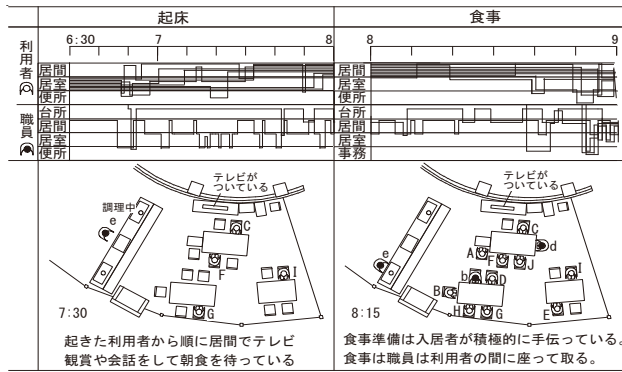 起床
食事
利用者
6:30 7 8
8 9
居間
居室
便所
居間
居室
便所
職員
台所
居間
居室
便所
台所
居間
居室
事務
テレビが
ついている
調理中
e
C
F
I
G
7:30
起きた利用者から順に居間でテレビ
観賞や会話をして朝食を待っている
テレビが
ついている
C
d
A
F
J
e
b
D
I
B
H
G
E
8:15
食事準備は入居者が積極的に手伝っている。
食事は職員は利用者の間に座って取る。